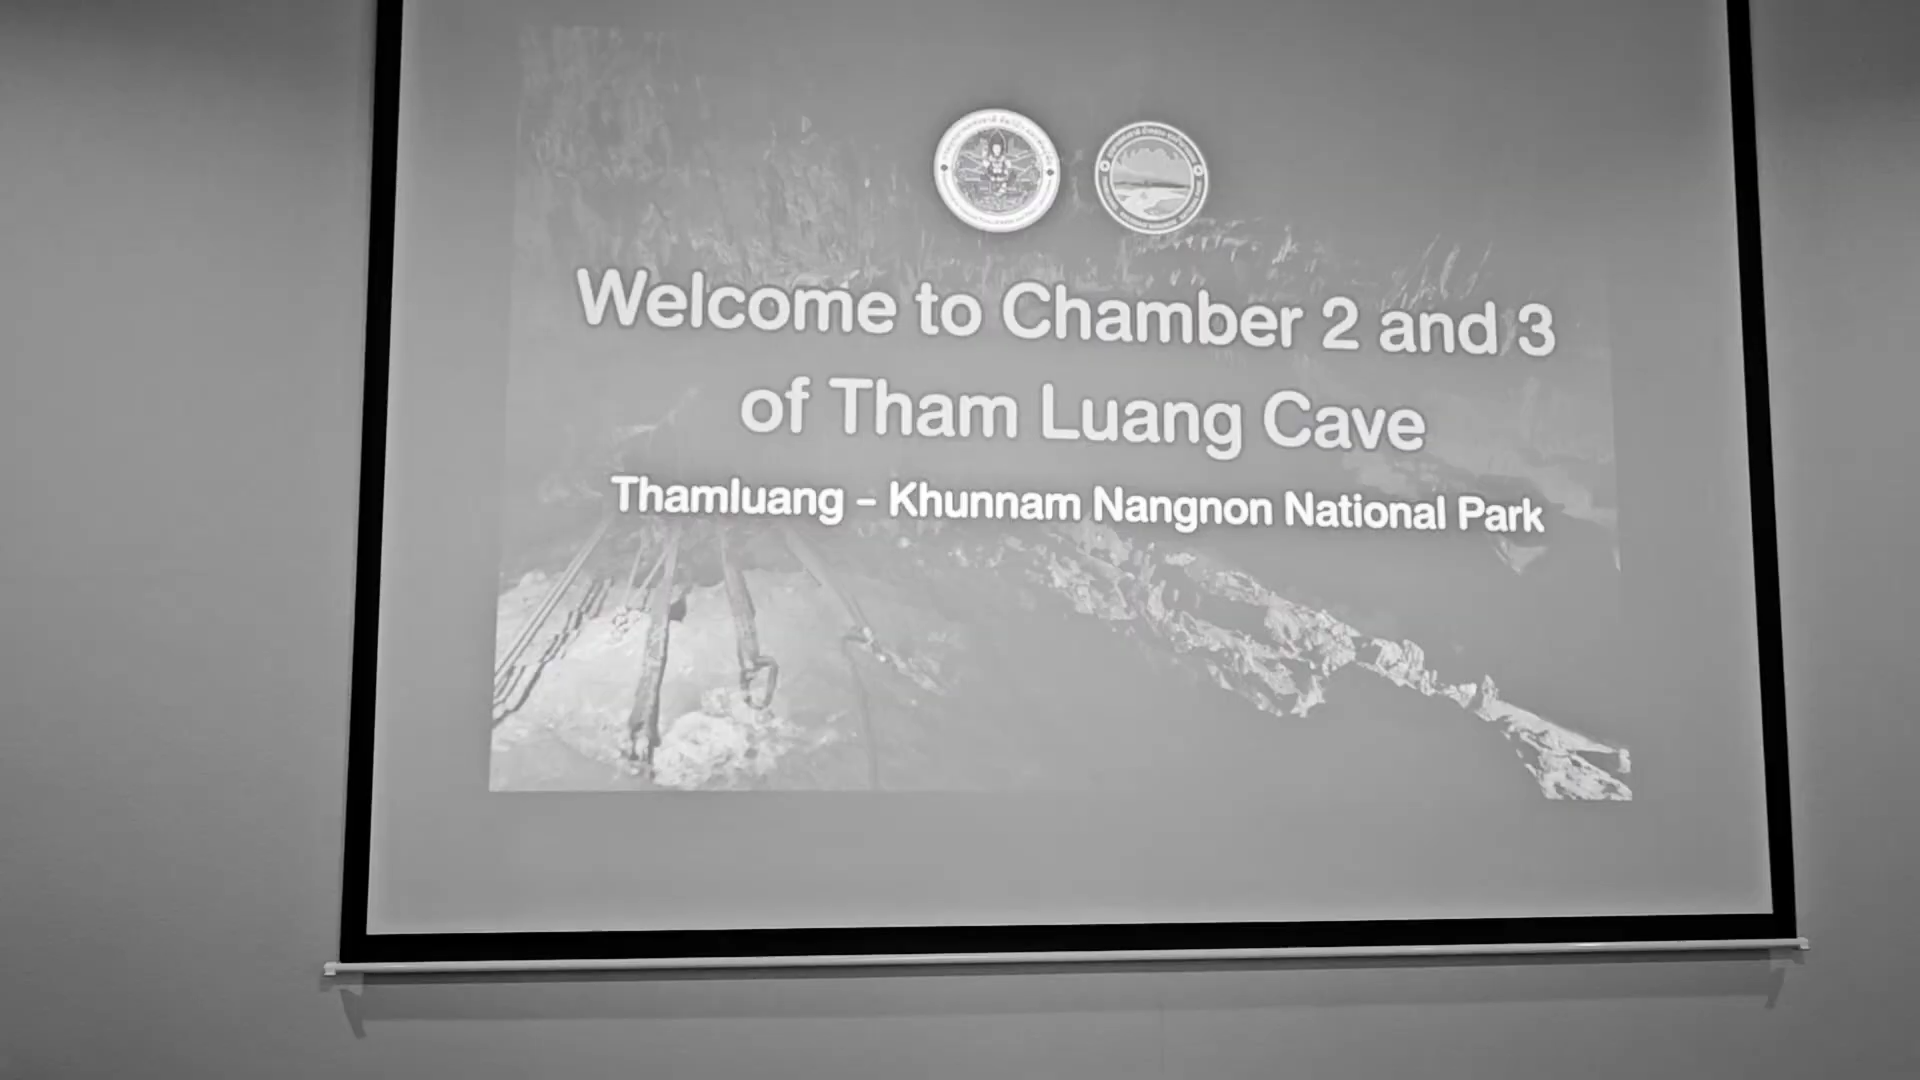 Welcome to Chamber 2 and 3
of Tham Luang Cave
Thamluang – Khunnam Nangnon National Park